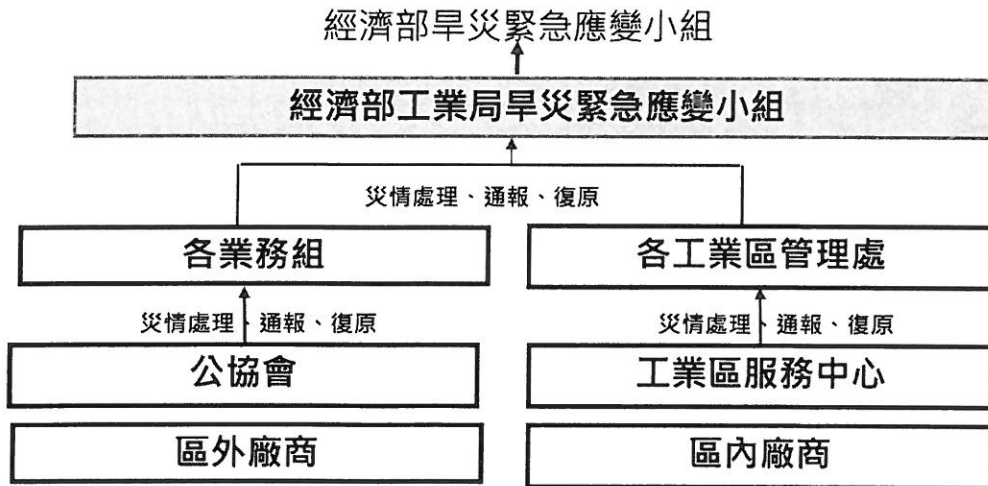 經濟部旱災緊急應變小組
經濟部工業局旱災緊急應變小組
災情處理、通報、復原
各業務組
各工業區管理處
災情處理、通報、復原
災情處理、通報、復原
公協會
工業區服務中心
區外廠商
區內廠商